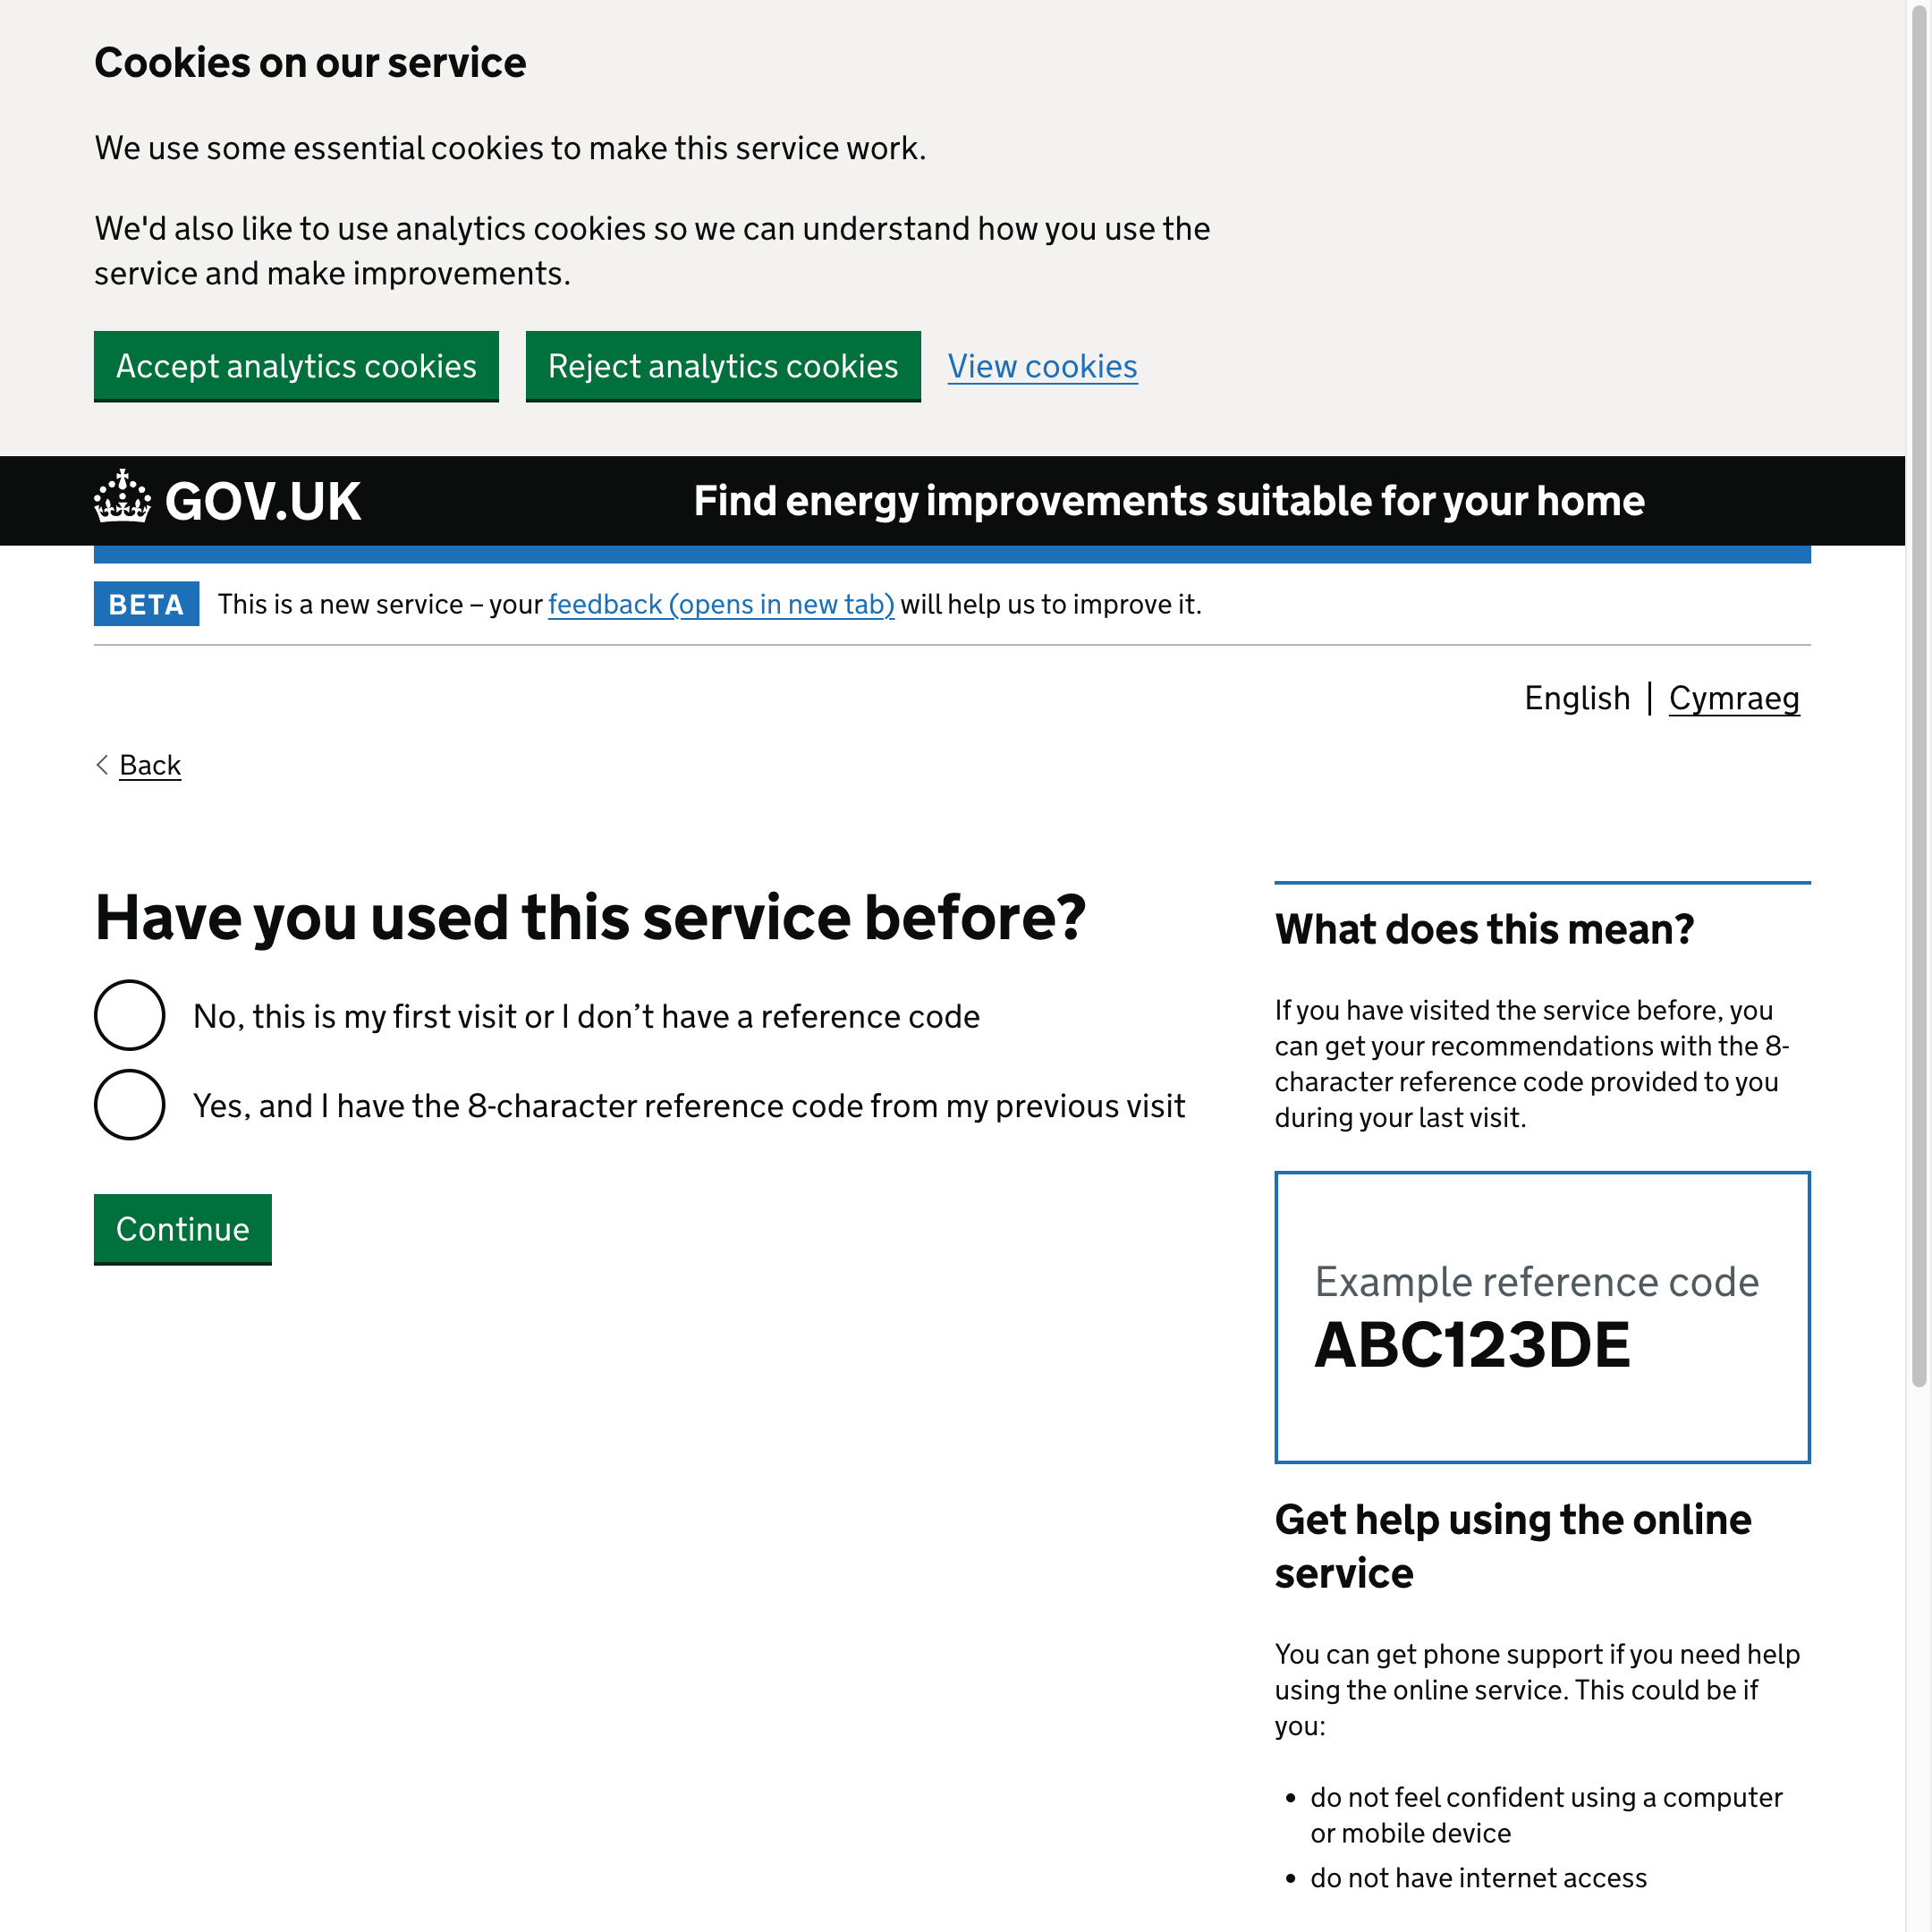 Cookies on our service
We use some essential cookies to make this service work.
We'd also like to use analytics cookies so we can understand how you use the
service and make improvements.
Accept analytics cookies
Reject analytics cookies
View cookies
GOV.UK
Find energy improvements suitable for your home
BETA
This is a new service – your feedback (opens in new tab) will help us to improve it.
English | Cymraeg
Back
Have you used this service before?
No, this is my first visit or I don’t have a reference code
Yes, and I have the 8-character reference code from my previous visit
Continue
What does this mean?
If you have visited the service before, you
can get your recommendations with the 8-
character reference code provided to you
during your last visit.
Example reference code
ABC123DE
Get help using the online
service
You can get phone support if you need help
using the online service. This could be if
you:
• do not feel confident using a computer
or mobile device
• do not have internet access